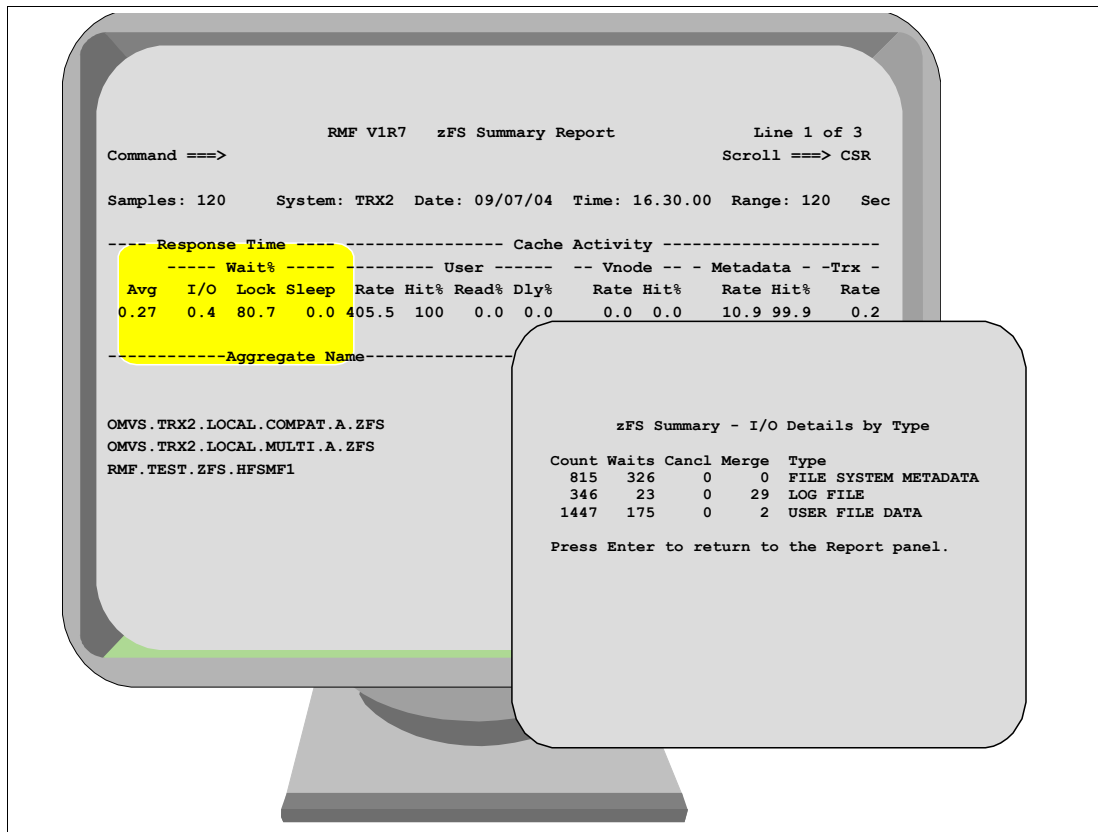 RMF V1R7 zFS Summary Report Line 1 of 3
Command ===> Scroll ===> CSR
Samples: 120 System: TRX2 Date: 09/07/04 Time: 16.30.00 Range: 120 Sec
---- Response Time ---- ---------------- Cache Activity ----------------------
----- Wait% ----- --------- User ------ -- Vnode -- - Metadata - -Trx -
Avg I/O Lock Sleep Rate Hit% Read% Dly% Rate Hit% Rate Hit% Rate
0.27 0.4 80.7 0.0 405.5 100 0.0 0.0 0.0 0.0 10.9 99.9 0.2
------------Aggregate Name---------------
OMVS.TRX2.LOCAL.COMPAT.A.ZFS
OMVS.TRX2.LOCAL.MULTI.A.ZFS
RMF.TEST.ZFS.HFSMF1
zFS Summary - I/O Details by Type
Count Waits Cancl Merge Type
815 326 0 0 FILE SYSTEM METADATA
346 23 0 29 LOG FILE
1447 175 0 2 USER FILE DATA
Press Enter to return to the Report panel.